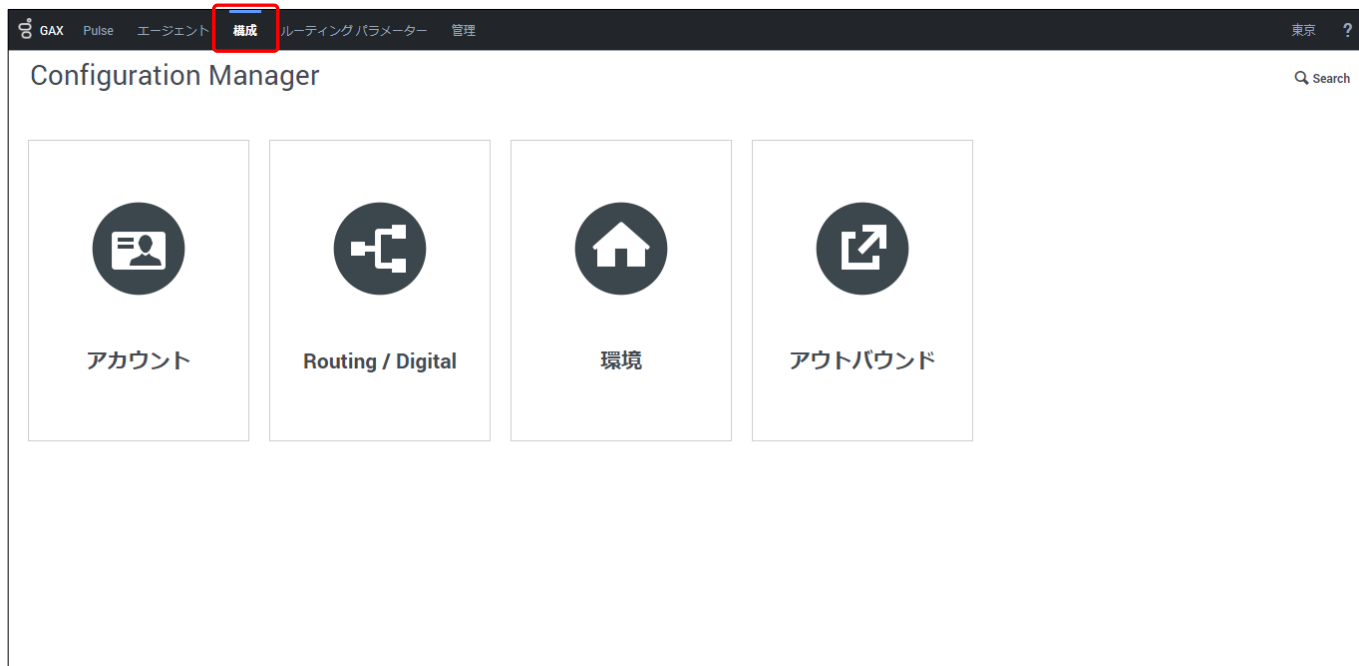 GAX Pulse エージェント 構成 ルーティング パラメーター 管理 東京 ?
Configuration Manager
Search
アカウント
Routing / Digital
環境
アウトバウンド